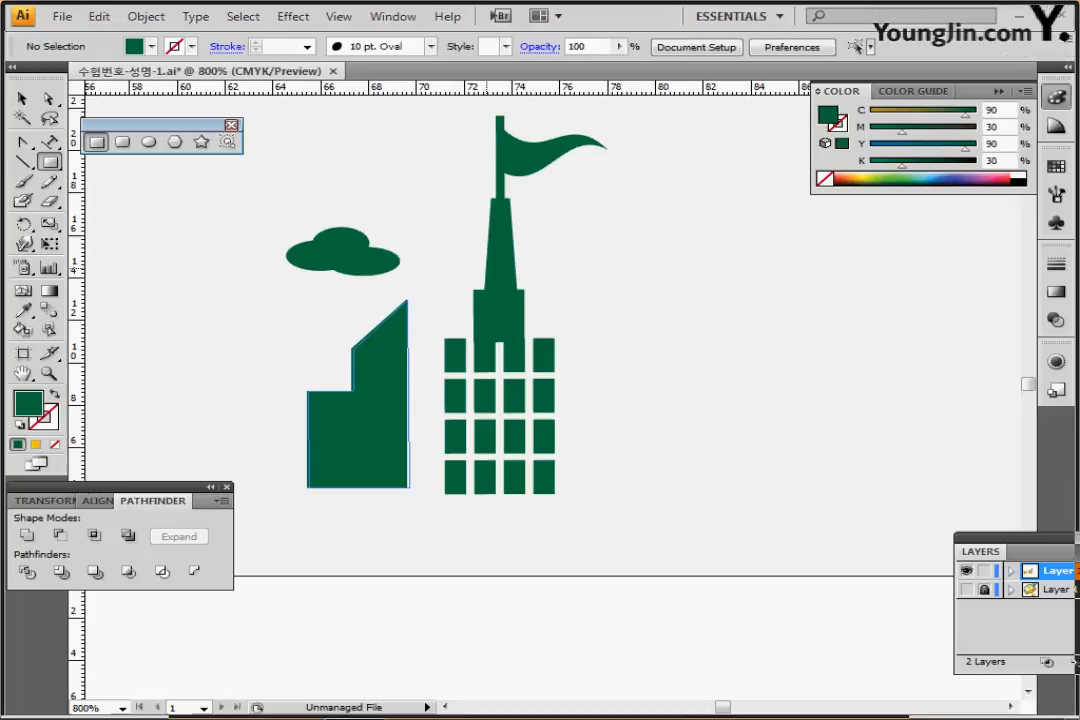 Ai File Edit Object Type Select Effect View Window Help Br ESSENTIALS
YoungJin.com Y.
No Selection Stroke: 10 pt. Oval Style: Opacity: 100 % Document Setup Preferences
수험번호-성명-1.ai* @ 800% (CMYK/Preview) ×
56 58 60 62 64 66 68 70 72 74 76 78 80 82 84 86
COLOR COLOR GUIDE
C 90 %
M 30 %
Y 90 %
K 30 %
TRANSFORM ALIGN PATHFINDER
Shape Modes:
Expand
Pathfinders:
LAYERS
Layer
Layer
2 Layers
800% 1 Unmanaged File